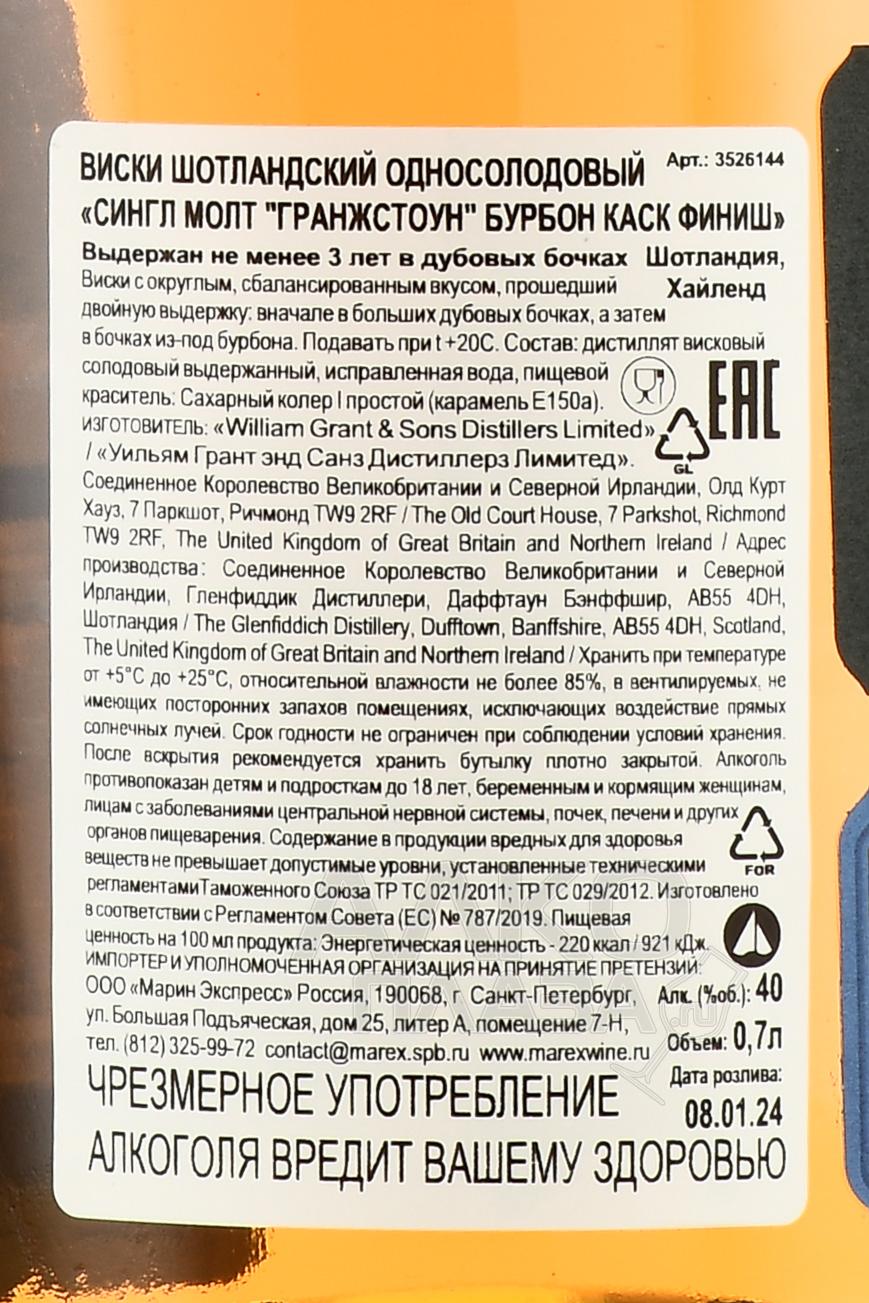 ВИСКИ ШОТЛАНДСКИЙ ОДНОСОЛОДОВЫЙ Арт.: 3526144
«СИНГЛ МОЛТ "ГРАНЖСТОУН" БУРБОН КАСК ФИНИШ»
Выдержан не менее 3 лет в дубовых бочках Шотландия,
Виски с округлым, сбалансированным вкусом, прошедший Хайленд
двойную выдержку: вначале в больших дубовых бочках, а затем
в бочках из-под бурбона. Подавать при t +20С. Состав: дистиллят висковый
солодовый выдержанный, исправленная вода, пищевой
краситель: Сахарный колер I простой (карамель Е150а). EAC
ИЗГОТОВИТЕЛЬ: «William Grant & Sons Distillers Limited»
/ «Уильям Грант энд Санз Дистиллерз Лимитед». GL
Соединенное Королевство Великобритании и Северной Ирландии, Олд Курт
Хауз, 7 Паркшот, Ричмонд TW9 2RF / The Old Court House, 7 Parkshot, Richmond
TW9 2RF, The United Kingdom of Great Britain and Northern Ireland / Адрес
производства: Соединенное Королевство Великобритании и Северной
Ирландии, Гленфиддик Дистиллери, Даффтаун Бэнффшир, AB55 4DH,
Шотландия / The Glenfiddich Distillery, Dufftown, Banffshire, AB55 4DH, Scotland,
The United Kingdom of Great Britain and Northern Ireland / Хранить при температуре
от +5°С до +25°С, относительной влажности не более 85%, в вентилируемых, не
имеющих посторонних запахов помещениях, исключающих воздействие прямых
солнечных лучей. Срок годности не ограничен при соблюдении условий хранения.
После вскрытия рекомендуется хранить бутылку плотно закрытой. Алкоголь
противопоказан детям и подросткам до 18 лет, беременным и кормящим женщинам,
лицам с заболеваниями центральной нервной системы, почек, печени и других
органов пищеварения. Содержание в продукции вредных для здоровья
веществ не превышает допустимые уровни, установленные техническими FOR
регламентами Таможенного Союза ТР ТС 021/2011; ТР ТС 029/2012. Изготовлено
в соответствии с Регламентом Совета (ЕС) № 787/2019. Пищевая
ценность на 100 мл продукта: Энергетическая ценность - 220 ккал / 921 кДж.
ИМПОРТЕР И УПОЛНОМОЧЕННАЯ ОРГАНИЗАЦИЯ НА ПРИНЯТИЕ ПРЕТЕНЗИЙ:
ООО «Марин Экспресс» Россия, 190068, г. Санкт-Петербург, Алк. (%об.): 40
ул. Большая Подъяческая, дом 25, литер А, помещение 7-Н,
тел. (812) 325-99-72 contact@marex.spb.ru www.marexwine.ru Объем: 0,7л
ЧРЕЗМЕРНОЕ УПОТРЕБЛЕНИЕ Дата розлива:
08.01.24
АЛКОГОЛЯ ВРЕДИТ ВАШЕМУ ЗДОРОВЬЮ
АЛКО
ПЛАЗА.ru